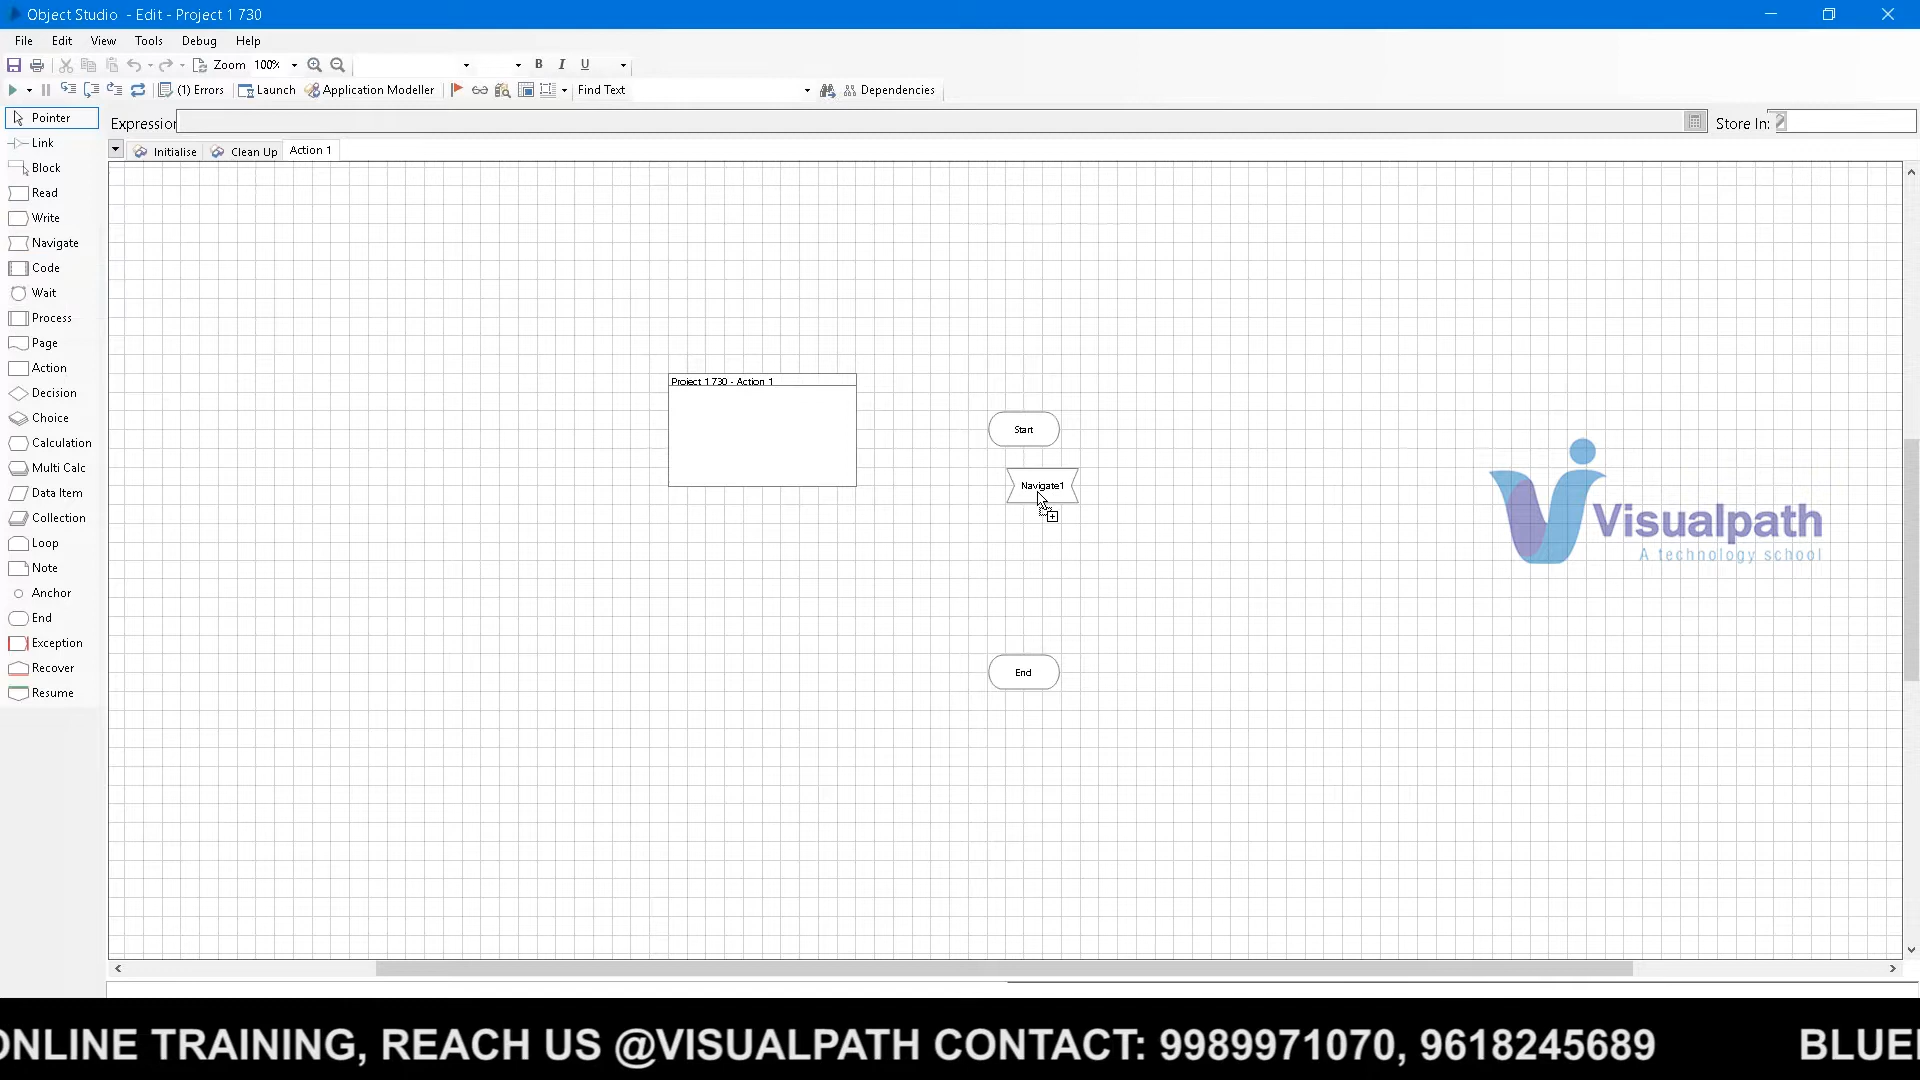 Object Studio - Edit - Project 1 730
File Edit View Tools Debug Help
Zoom 100% B I U
(1) Errors Launch Application Modeller Find Text Dependencies
Pointer
Expression Store In:
Link
Initialise Clean Up Action 1
Block
Read
Write
Navigate
Code
Wait
Process
Page
Action
Decision
Choice
Calculation
Multi Calc
Data Item
Collection
Loop
Note
Anchor
End
Exception
Recover
Resume
Project 1 730 - Action 1
Start
Navigate1
End
Visualpath
A technology school
ONLINE TRAINING, REACH US @VISUALPATH CONTACT: 9989971070, 9618245689 BLUE